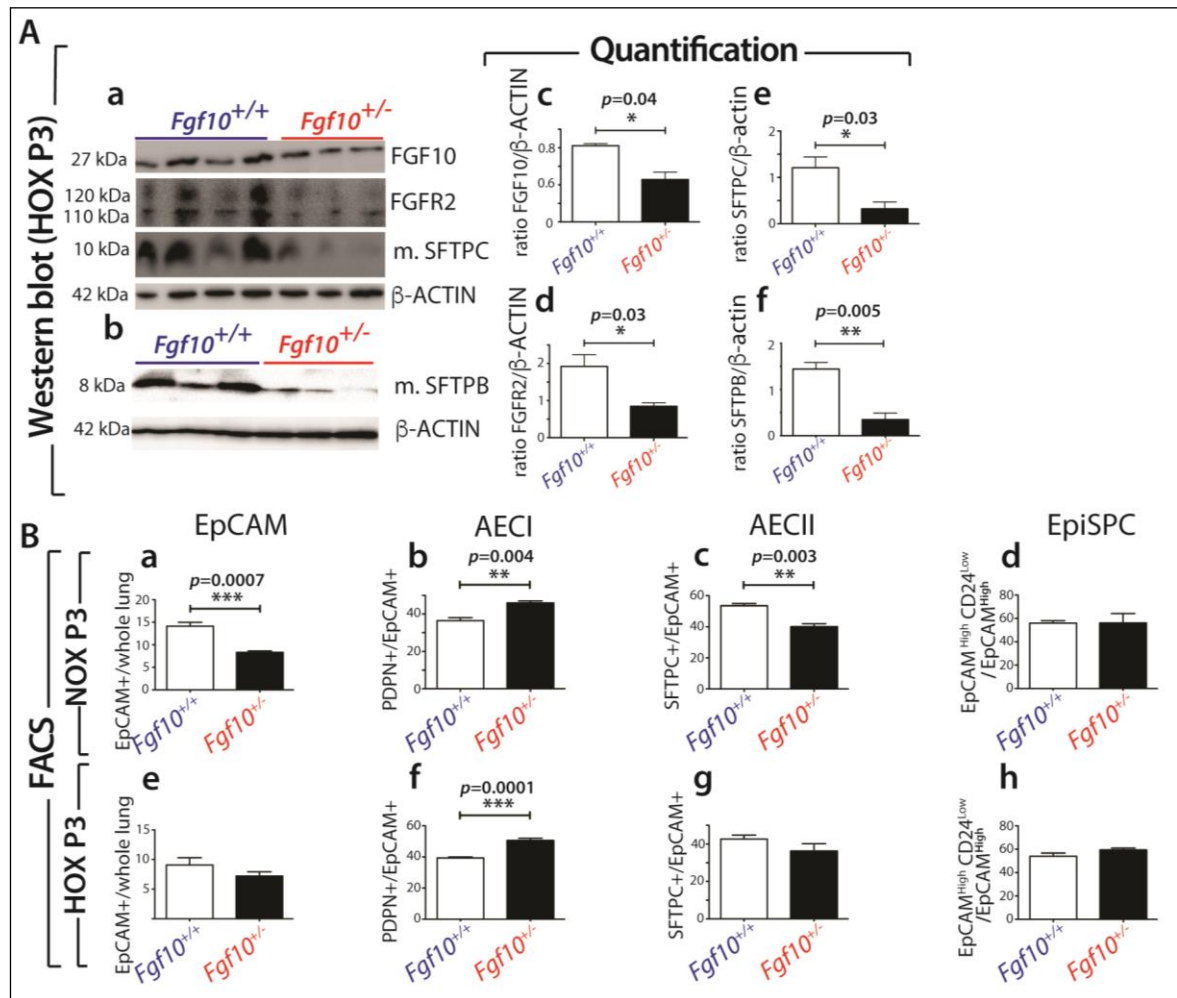 A
Western blot (HOX P3)
Quantification
a
Fgf10+/+ Fgf10+/-
27 kDa FGF10
120 kDa FGFR2
110 kDa
10 kDa m. SFTPC
42 kDa β-ACTIN
b
Fgf10+/+ Fgf10+/-
8 kDa m. SFTPB
42 kDa β-ACTIN
c
p=0.04
*
ratio FGF10/β-ACTIN
0.8
0.6
0
Fgf10+/+ Fgf10+/-
e
p=0.03
*
ratio SFTPC/β-actin
2
1
0
Fgf10+/+ Fgf10+/-
d
p=0.03
*
ratio FGFR2/β-ACTIN
2
1
0
Fgf10+/+ Fgf10+/-
f
p=0.005
**
ratio SFTPB/β-actin
2
1
0
Fgf10+/+ Fgf10+/-
B
FACS
NOX P3
EpCAM AECI AECII EpiSPC
a
p=0.0007
***
EpCAM+/whole lung
20
15
10
5
0
Fgf10+/+ Fgf10+/-
b
p=0.004
**
PDPN+/EpCAM+
40
20
0
Fgf10+/+ Fgf10+/-
c
p=0.003
**
SFTPC+/EpCAM+
60
40
20
0
Fgf10+/+ Fgf10+/-
d
EpCAMHigh CD24Low
/EpCAMHigh
80
60
40
20
0
Fgf10+/+ Fgf10+/-
HOX P3
e
EpCAM+/whole lung
15
10
5
Fgf10+/+ Fgf10+/-
f
p=0.0001
***
PDPN+/EpCAM+
60
40
20
0
Fgf10+/+ Fgf10+/-
g
SFTPC+/EpCAM+
40
20
0
Fgf10+/+ Fgf10+/-
h
EpCAMHigh CD24Low
/EpCAMHigh
80
60
40
20
0
Fgf10+/+ Fgf10+/-